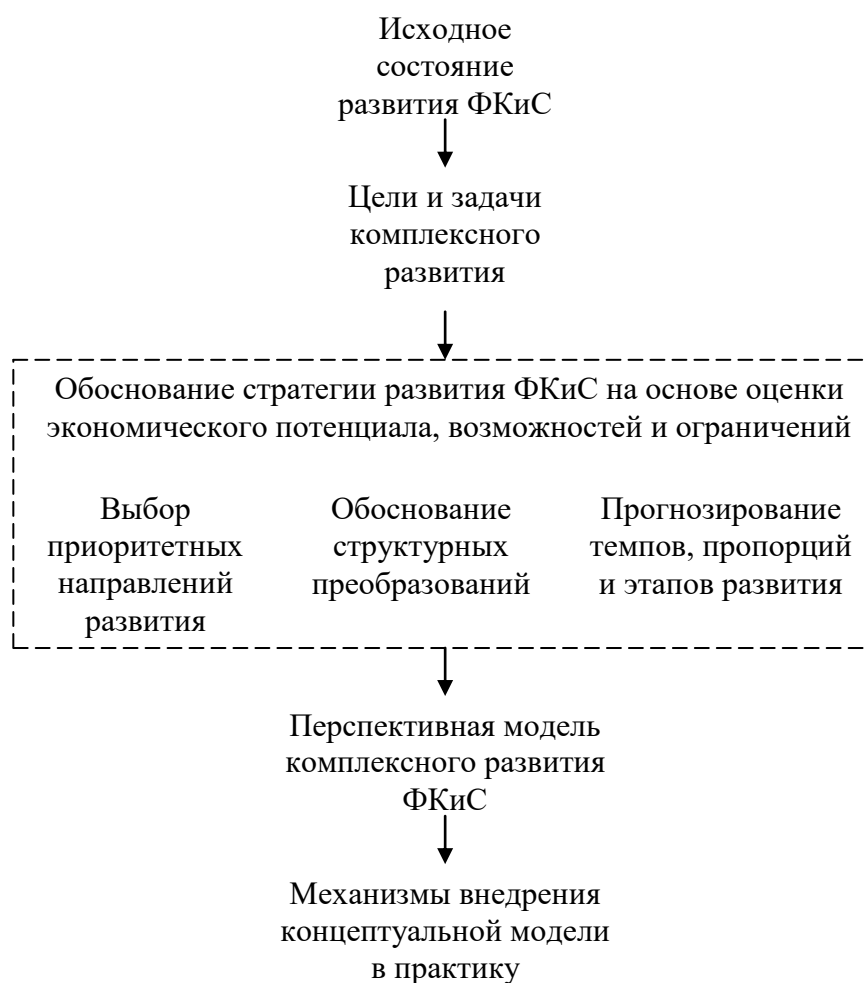 Исходное
состояние
развития ФКиС
Цели и задачи
комплексного
развития
Обоснование стратегии развития ФКиС на основе оценки
экономического потенциала, возможностей и ограничений
Выбор
приоритетных
направлений
развития
Обоснование
структурных
преобразований
Прогнозирование
темпов, пропорций
и этапов развития
Перспективная модель
комплексного развития
ФКиС
Механизмы внедрения
концептуальной модели
в практику